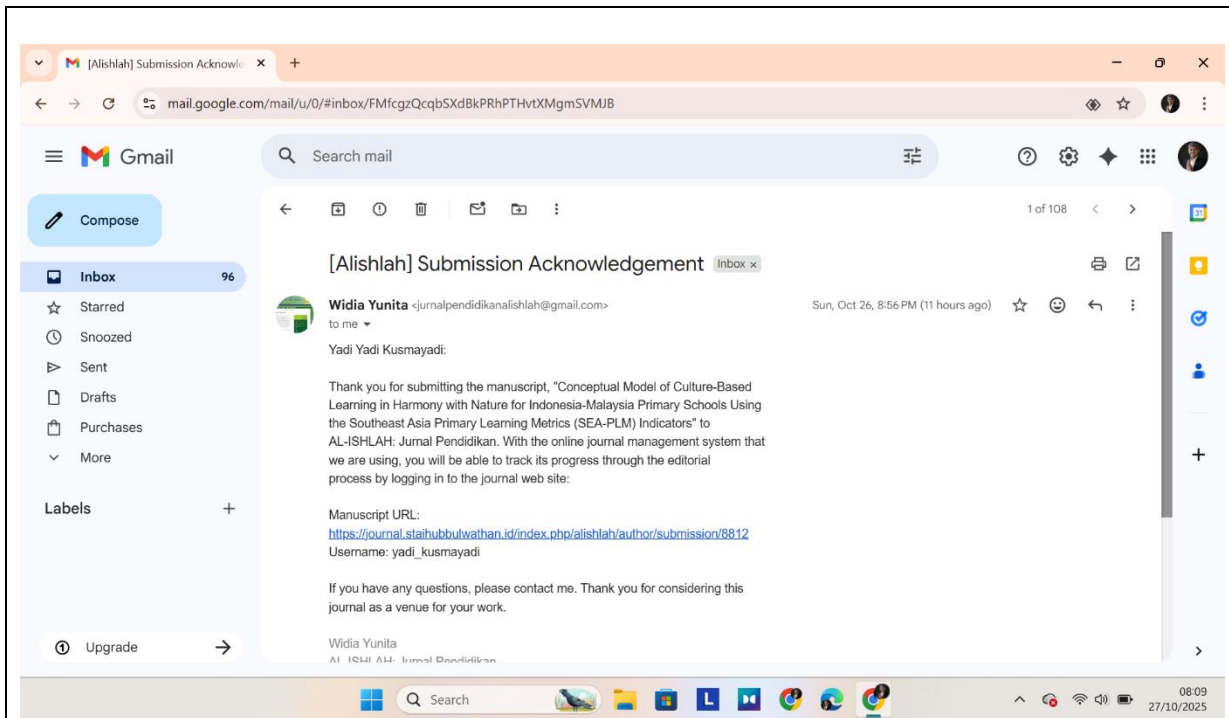 [Alishlah] Submission Acknowle
mail.google.com/mail/u/0/#inbox/FMfcgzQcqbSXdBkPRhPTHvtXMgmSVMJB
Gmail
Search mail
Compose
1 of 108
31
[Alishlah] Submission Acknowledgement Inbox x
Inbox 96
Starred
Snoozed
Sent
Drafts
Purchases
More
Labels
Upgrade
Widia Yunita <jurnalpendidikanalishlah@gmail.com> Sun, Oct 26, 8:56 PM (11 hours ago)
to me
Yadi Yadi Kusmayadi:
Thank you for submitting the manuscript, "Conceptual Model of Culture-Based
Learning in Harmony with Nature for Indonesia-Malaysia Primary Schools Using
the Southeast Asia Primary Learning Metrics (SEA-PLM) Indicators" to
AL-ISHLAH: Jurnal Pendidikan. With the online journal management system that
we are using, you will be able to track its progress through the editorial
process by logging in to the journal web site:
Manuscript URL:
https://journal.staihubbulwathan.id/index.php/alishlah/author/submission/8812
Username: yadi_kusmayadi
If you have any questions, please contact me. Thank you for considering this
journal as a venue for your work.
Widia Yunita
AL-ISHLAH: Jurnal Pendidikan
Search
L
08:09
27/10/2025